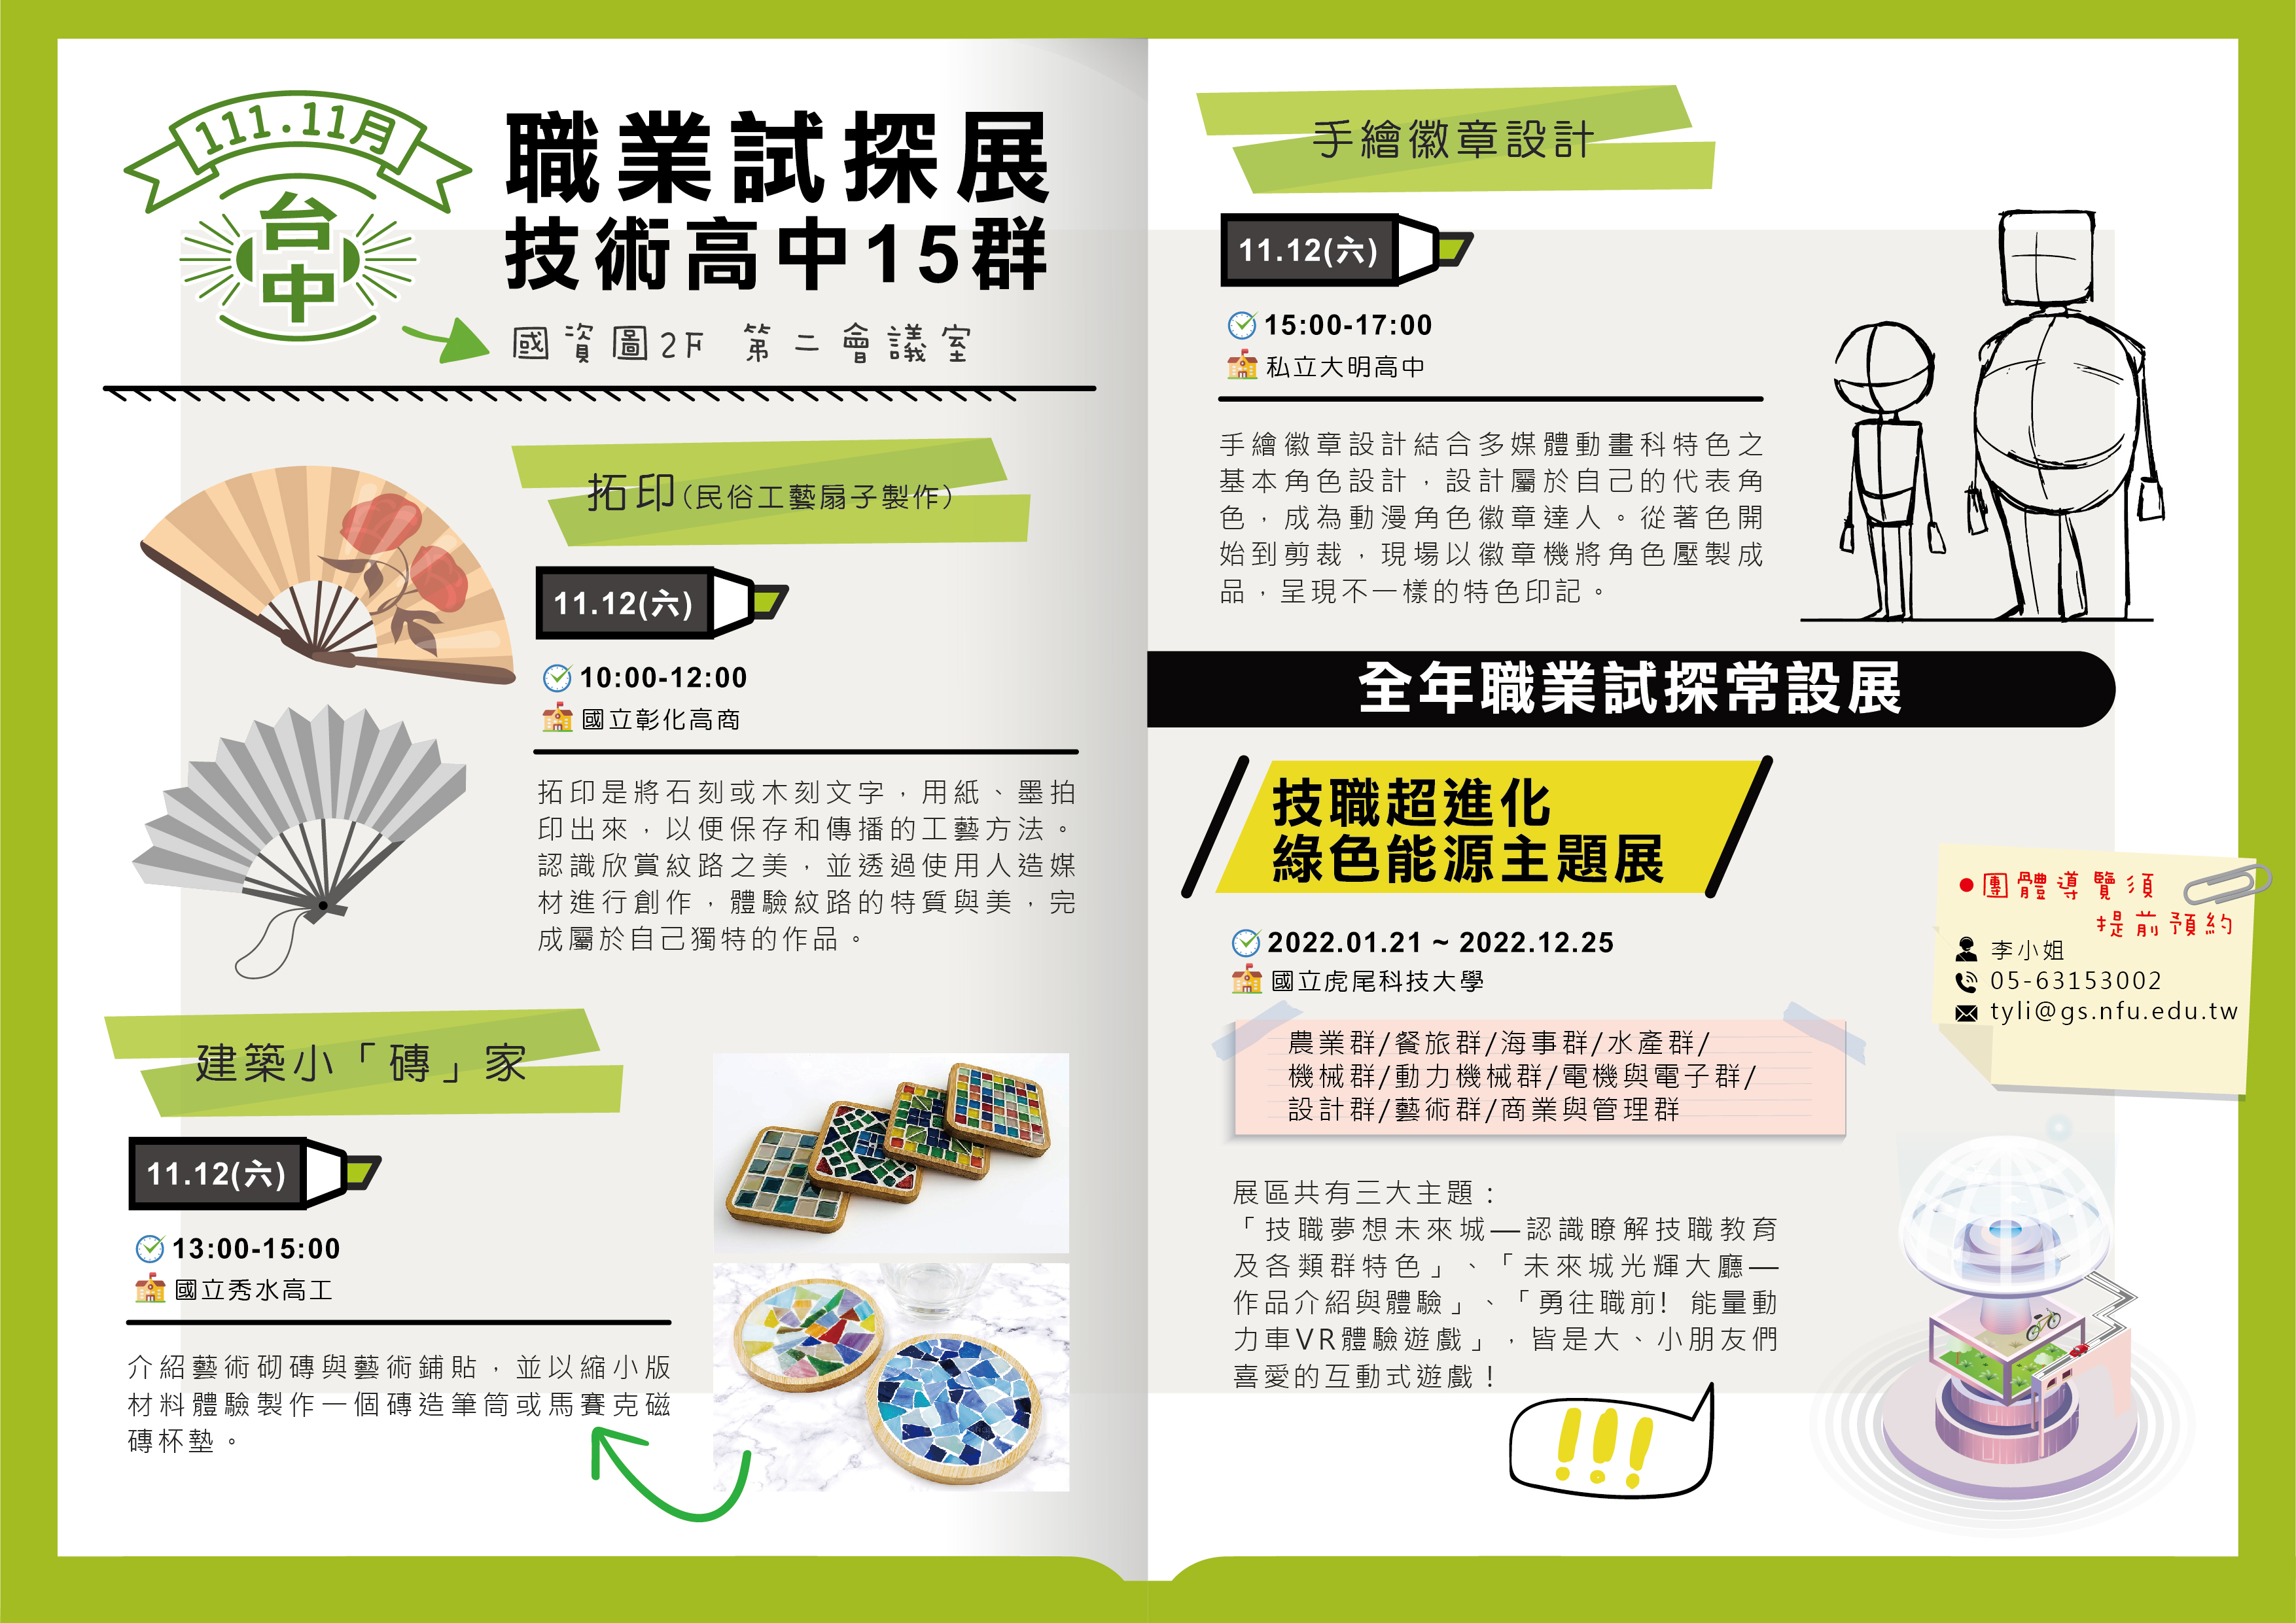 111.11月
台中
職業試探展
技術高中15群
國資圖2F 第二會議室
拓印(民俗工藝扇子製作)
11.12(六)
10:00-12:00
國立彰化高商
拓印是將石刻或木刻文字，用紙、墨拍
印出來，以便保存和傳播的工藝方法。
認識欣賞紋路之美，並透過使用人造媒
材進行創作，體驗紋路的特質與美，完
成屬於自己獨特的作品。
建築小「磚」家
11.12(六)
13:00-15:00
國立秀水高工
介紹藝術砌磚與藝術鋪貼，並以縮小版
材料體驗製作一個磚造筆筒或馬賽克磁
磚杯墊。
手繪徽章設計
11.12(六)
15:00-17:00
私立大明高中
手繪徽章設計結合多媒體動畫科特色之
基本角色設計，設計屬於自己的代表角
色，成為動漫角色徽章達人。從著色開
始到剪裁，現場以徽章機將角色壓製成
品，呈現不一樣的特色印記。
全年職業試探常設展
技職超進化
綠色能源主題展
2022.01.21 ~ 2022.12.25
國立虎尾科技大學
農業群/餐旅群/海事群/水產群/
機械群/動力機械群/電機與電子群/
設計群/藝術群/商業與管理群
展區共有三大主題：
「技職夢想未來城—認識瞭解技職教育
及各類群特色」、「未來城光輝大廳—
作品介紹與體驗」、「勇往職前! 能量動
力車VR體驗遊戲」，皆是大、小朋友們
喜愛的互動式遊戲！
!!!
●團體導覽須
提前預約
李小姐
05-63153002
tyli@gs.nfu.edu.tw